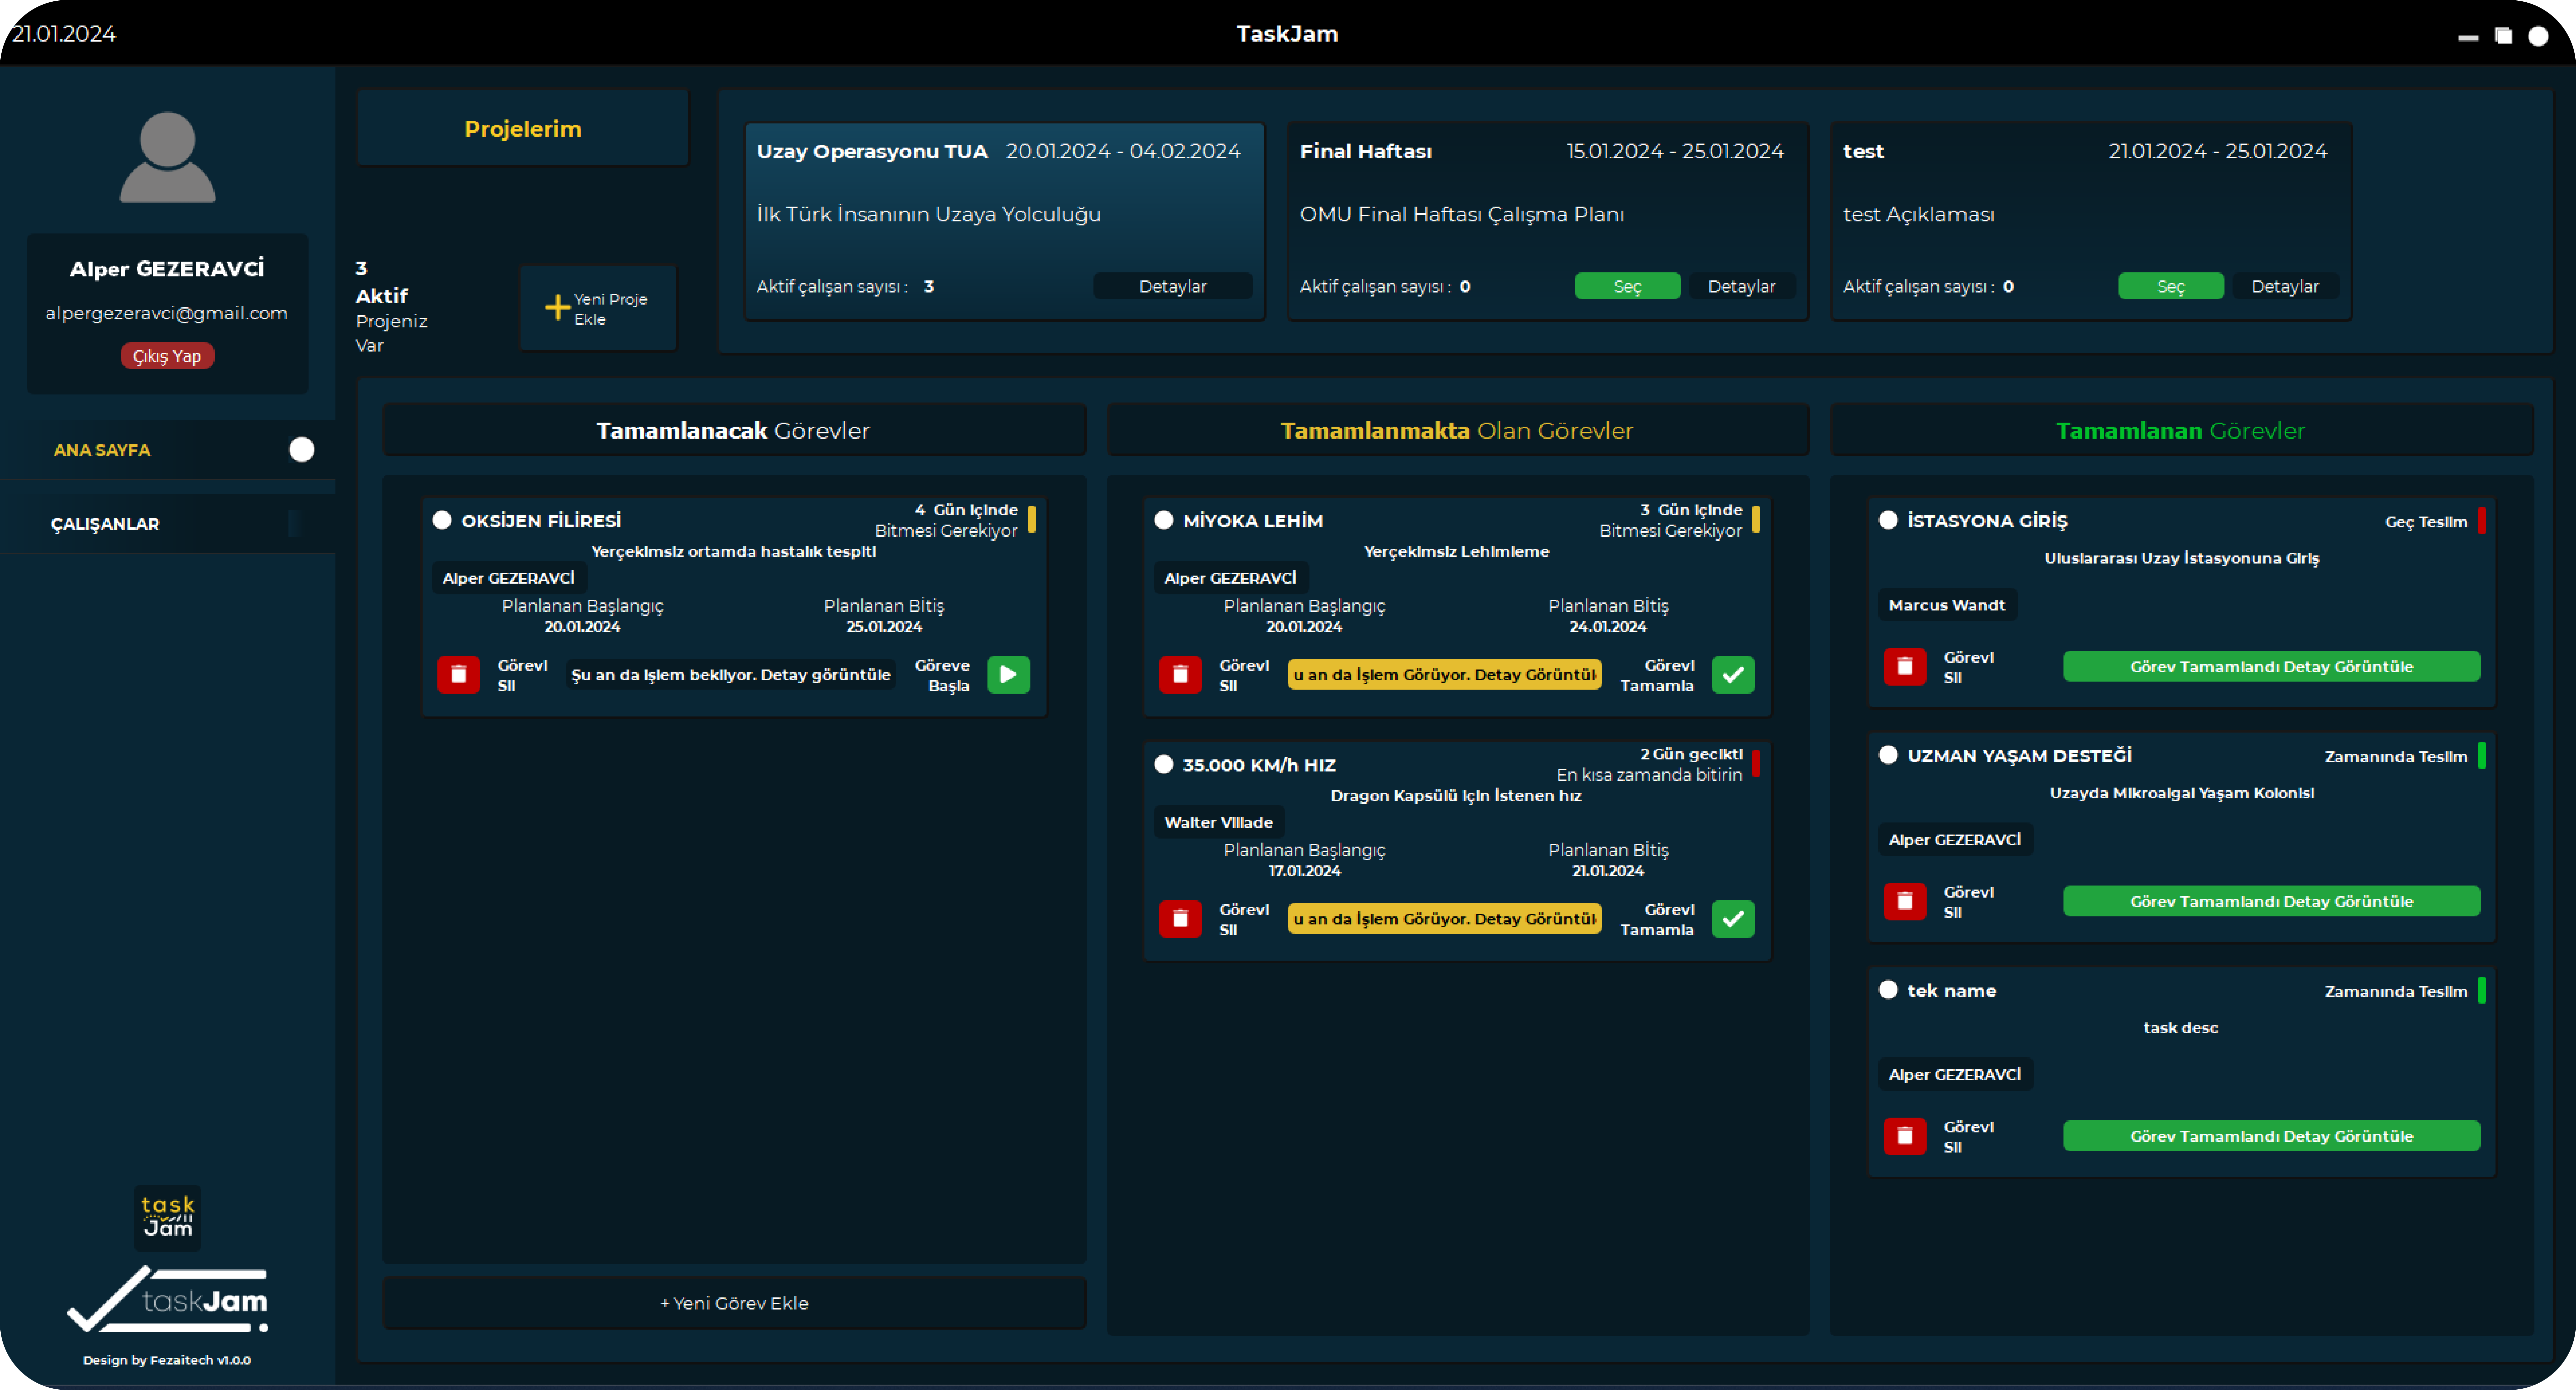 21.01.2024
TaskJam
Alper GEZERAVCİ
alpergezeravci@gmail.com
Çıkış Yap
ANA SAYFA
ÇALIŞANLAR
task
Jam
taskJam
Design by Fezaitech v1.0.0
Projelerim
3
Aktif
Projeniz
Var
Yeni Proje
Ekle
Uzay Operasyonu TUA 20.01.2024 - 04.02.2024
İlk Türk İnsanının Uzaya Yolculuğu
Aktif çalışan sayısı : 3 Detaylar
Final Haftası 15.01.2024 - 25.01.2024
OMU Final Haftası Çalışma Planı
Aktif çalışan sayısı : 0 Seç Detaylar
test 21.01.2024 - 25.01.2024
test Açıklaması
Aktif çalışan sayısı : 0 Seç Detaylar
Tamamlanacak Görevler
OKSİJEN FİLİRESİ
4 Gün içinde
Bitmesi Gerekiyor
Yerçekimsiz ortamda hastalık tespiti
Alper GEZERAVCİ
Planlanan Başlangıç Planlanan Bitiş
20.01.2024 25.01.2024
Görevi
Sil
Şu an da işlem bekliyor. Detay görüntüle
Göreve
Başla
+ Yeni Görev Ekle
Tamamlanmakta Olan Görevler
MİYOKA LEHİM
3 Gün içinde
Bitmesi Gerekiyor
Yerçekimsiz Lehimleme
Alper GEZERAVCİ
Planlanan Başlangıç Planlanan Bitiş
20.01.2024 24.01.2024
Görevi
Sil
u an da İşlem Görüyor. Detay Görüntül
Görevi
Tamamla
35.000 KM/h HIZ
2 Gün gecikti
En kısa zamanda bitirin
Dragon Kapsülü için İstenen hız
Walter Villade
Planlanan Başlangıç Planlanan Bitiş
17.01.2024 21.01.2024
Görevi
Sil
u an da İşlem Görüyor. Detay Görüntül
Görevi
Tamamla
Tamamlanan Görevler
İSTASYONA GİRİŞ Geç Teslim
Uluslararası Uzay İstasyonuna Giriş
Marcus Wandt
Görevi
Sil
Görev Tamamlandı Detay Görüntüle
UZMAN YAŞAM DESTEĞİ Zamanında Teslim
Uzayda Mikroalgal Yaşam Kolonisi
Alper GEZERAVCİ
Görevi
Sil
Görev Tamamlandı Detay Görüntüle
tek name Zamanında Teslim
task desc
Alper GEZERAVCİ
Görevi
Sil
Görev Tamamlandı Detay Görüntüle